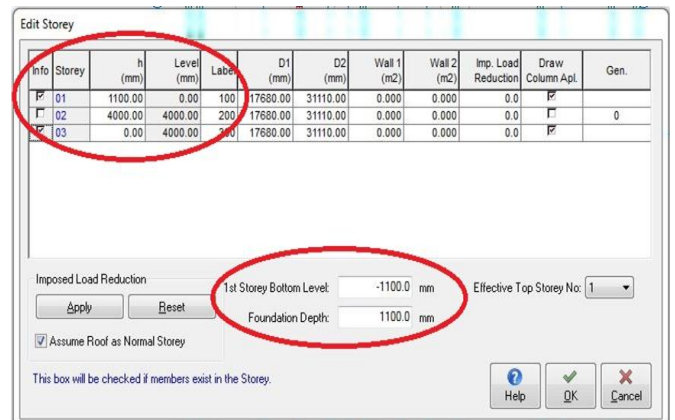 Edit Storey
Info Storey h (mm) Level (mm) Label D1 (mm) D2 (mm) Wall 1 (m2) Wall 2 (m2) Imp. Load Reduction Draw Column Apl. Gen.
01 1100.00 0.00 100 17680.00 31110.00 0.000 0.000 0.0
02 4000.00 4000.00 200 17680.00 31110.00 0.000 0.000 0.0 0
03 0.00 4000.00 17680.00 31110.00 0.000 0.000 0.0
Imposed Load Reduction
1st Storey Bottom Level: -1100.0 mm Effective Top Storey No: 1
Apply Reset
Foundation Depth: 1100.0 mm
Assume Roof as Normal Storey
This box will be checked if members exist in the Storey.
Help OK Cancel